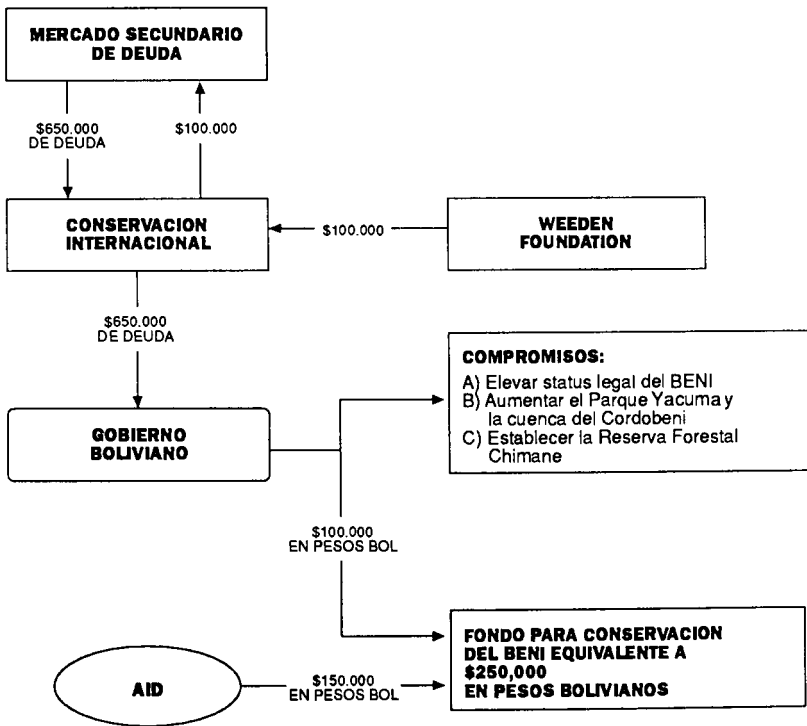 MERCADO SECUNDARIO
DE DEUDA
$650.000
DE DEUDA
$100.000
CONSERVACION
INTERNACIONAL
$100.000
WEEDEN
FOUNDATION
$650.000
DE DEUDA
COMPROMISOS:
A) Elevar status legal del BENI
B) Aumentar el Parque Yacuma y
la cuenca del Cordobeni
C) Establecer la Reserva Forestal
Chimane
GOBIERNO
BOLIVIANO
$100.000
EN PESOS BOL
FONDO PARA CONSERVACION
DEL BENI EQUIVALENTE A
$250,000
EN PESOS BOLIVIANOS
AID
$150.000
EN PESOS BOL